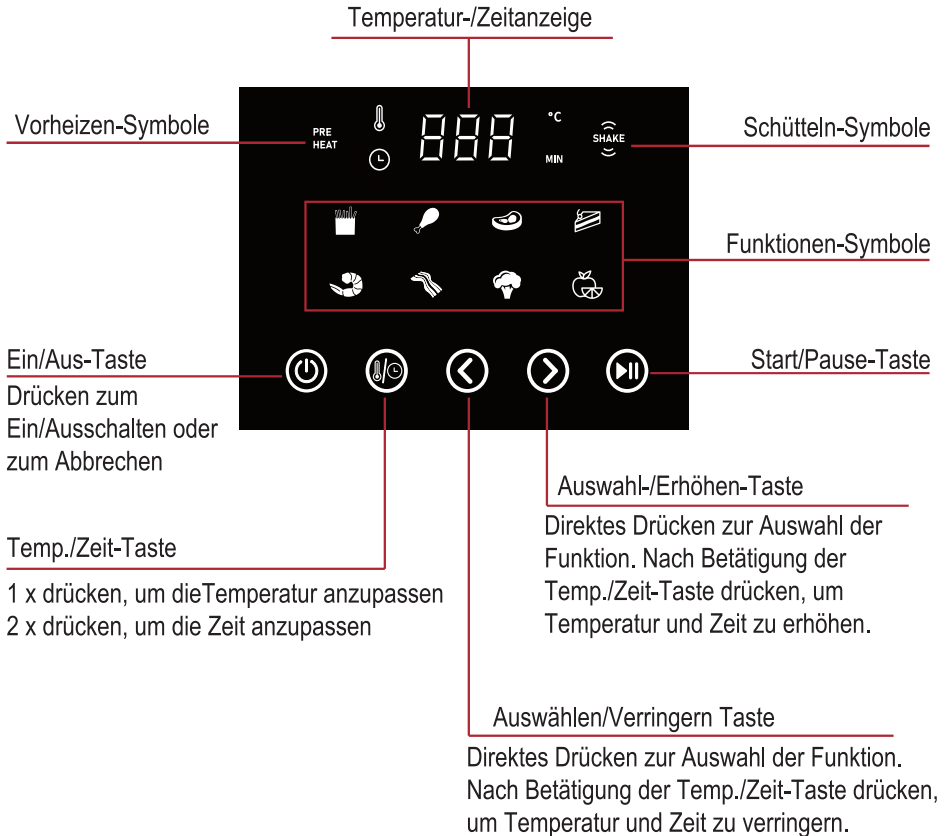 Temperatur-/Zeitanzeige
Vorheizen-Symbole
PRE
HEAT
888
°C
MIN
SHAKE
Schütteln-Symbole
Funktionen-Symbole
Ein/Aus-Taste
Drücken zum
Ein/Ausschalten oder
zum Abbrechen
Start/Pause-Taste
Temp./Zeit-Taste
1 x drücken, um dieTemperatur anzupassen
2 x drücken, um die Zeit anzupassen
Auswahl-/Erhöhen-Taste
Direktes Drücken zur Auswahl der
Funktion. Nach Betätigung der
Temp./Zeit-Taste drücken, um
Temperatur und Zeit zu erhöhen.
Auswählen/Verringern Taste
Direktes Drücken zur Auswahl der Funktion.
Nach Betätigung der Temp./Zeit-Taste drücken,
um Temperatur und Zeit zu verringern.